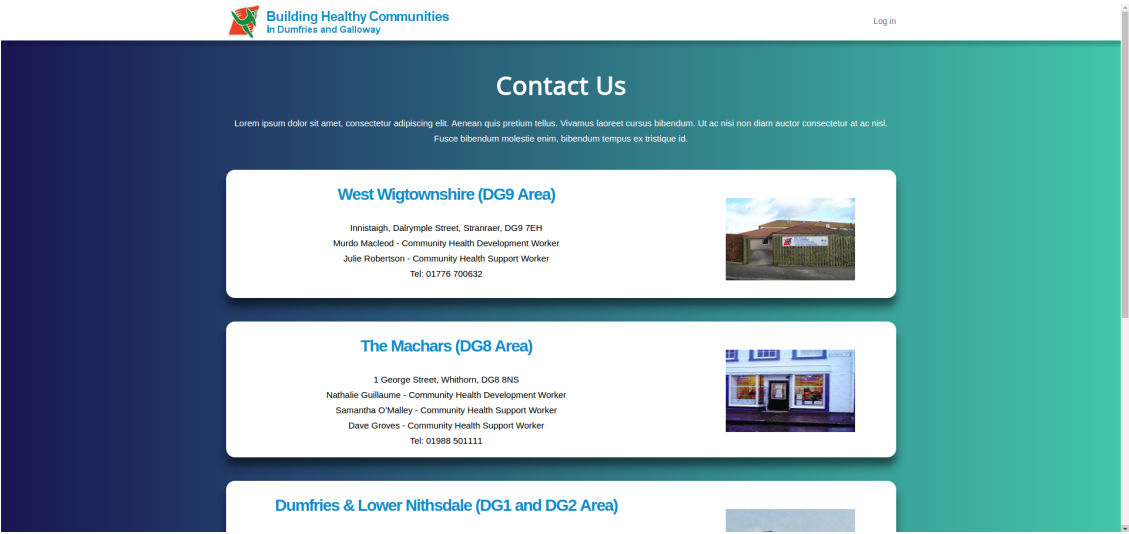 Building Healthy Communities
in Dumfries and Galloway
Log in
Contact Us
Lorem ipsum dolor sit amet, consectetur adipiscing elit. Aenean quis pretium tellus. Vivamus laoreet cursus bibendum. Ut ac nisi non diam auctor consectetur at ac nisl.
Fusce bibendum molestie enim, bibendum tempus ex tristique id.
West Wigtownshire (DG9 Area)
Innistaigh, Dalrymple Street, Stranraer, DG9 7EH
Murdo Macleod - Community Health Development Worker
Julie Robertson - Community Health Support Worker
Tel: 01776 700632
The Machars (DG8 Area)
1 George Street, Whithorn, DG8 8NS
Nathalie Guillaume - Community Health Development Worker
Samantha O'Malley - Community Health Support Worker
Dave Groves - Community Health Support Worker
Tel: 01988 501111
Dumfries & Lower Nithsdale (DG1 and DG2 Area)